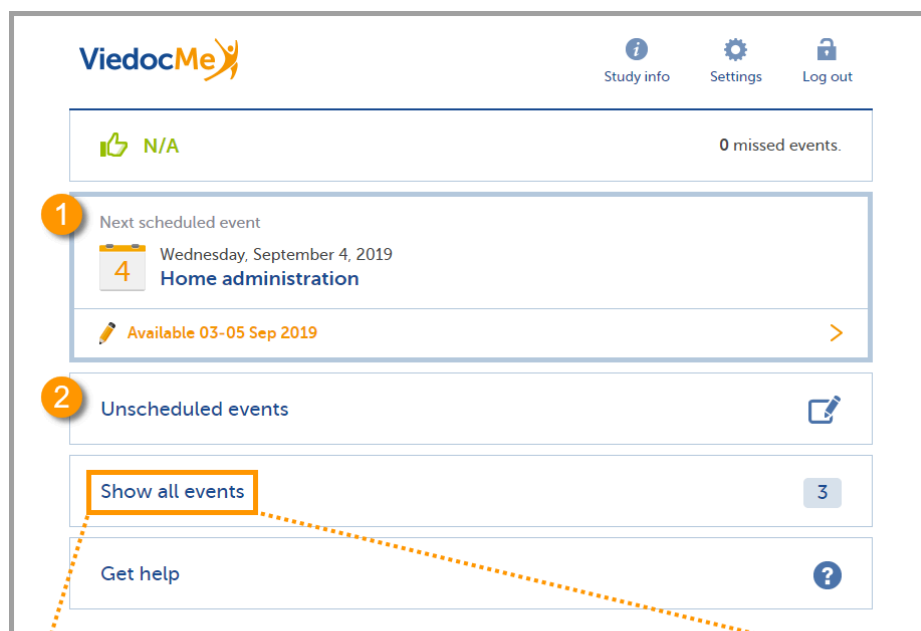 ViedocMe
Study info
Settings
Log out
N/A
0 missed events.
1
Next scheduled event
4
Wednesday, September 4, 2019
Home administration
Available 03-05 Sep 2019
2
Unscheduled events
Show all events
3
Get help
?